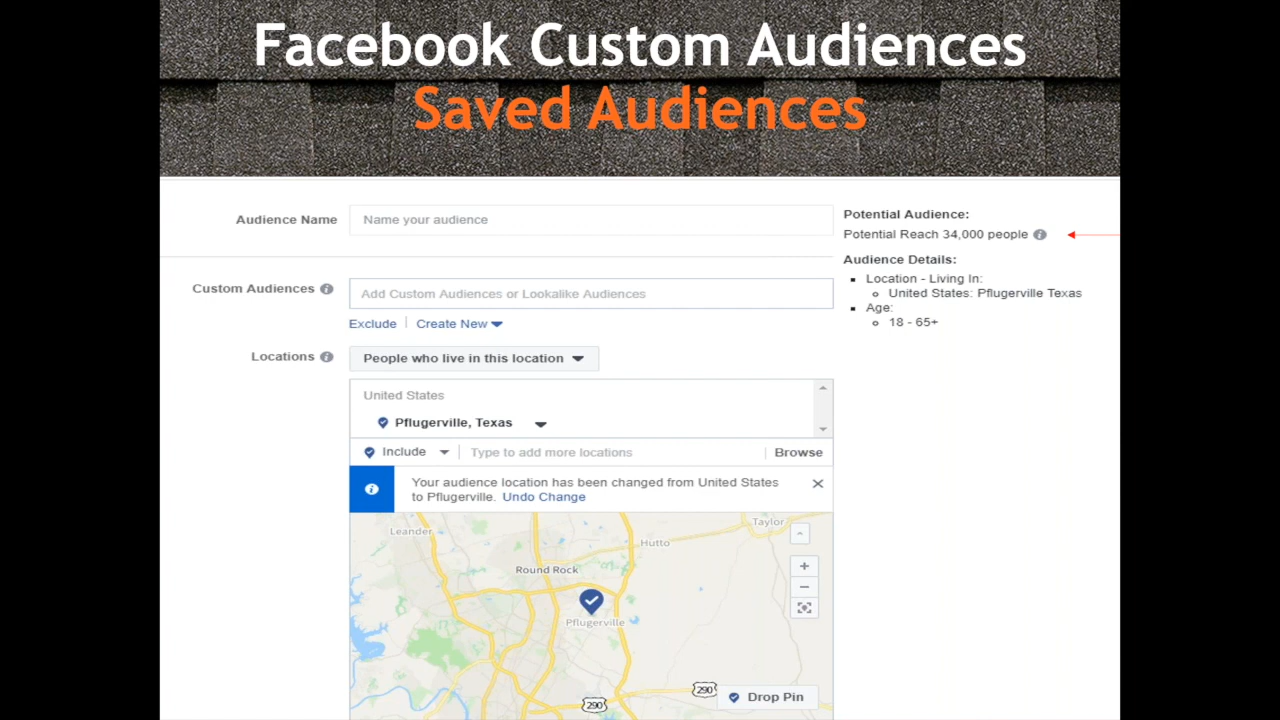 Facebook Custom Audiences
Saved Audiences
Audience Name
Name your audience
Potential Audience:
Potential Reach 34,000 people
Audience Details:
Location - Living In:
United States: Pflugerville Texas
Age:
18 - 65+
Custom Audiences
Add Custom Audiences or Lookalike Audiences
Exclude | Create New
Locations
People who live in this location
United States
Pflugerville, Texas
Include
Type to add more locations
Browse
Your audience location has been changed from United States
to Pflugerville. Undo Change
Leander
Taylor
Hutto
Round Rock
Pflugerville
290
290
Drop Pin